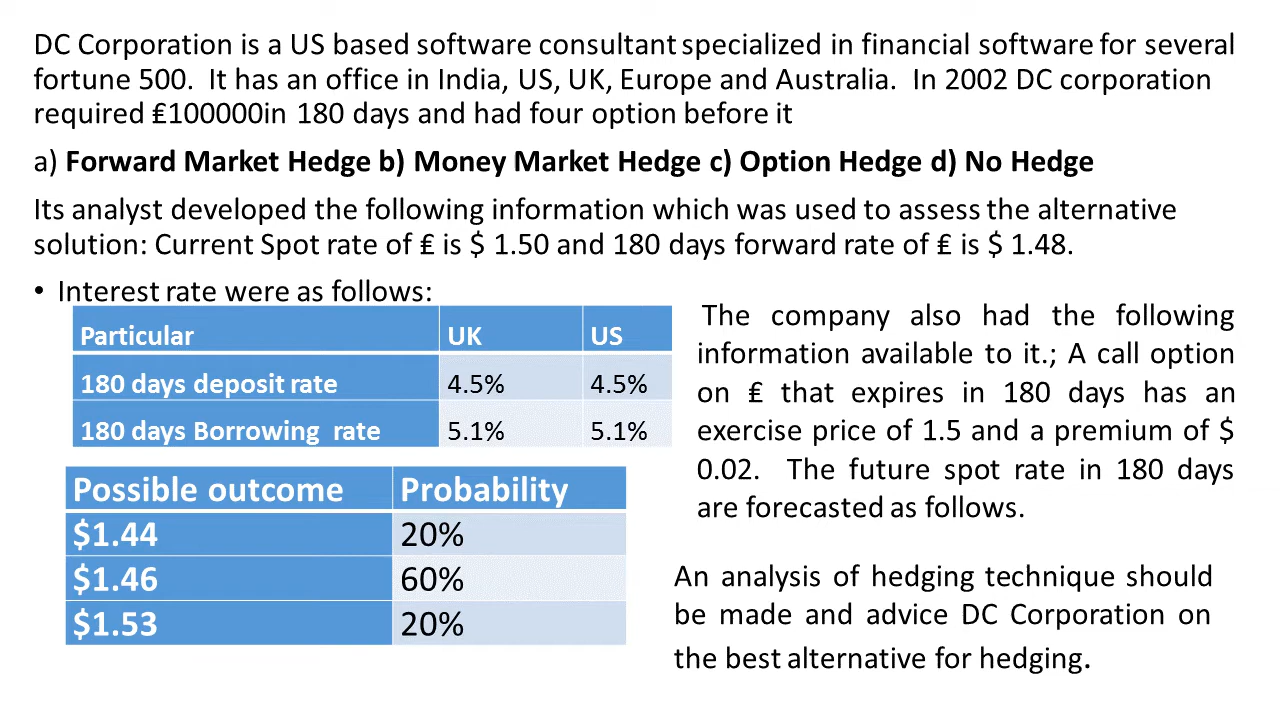 DC Corporation is a US based software consultant specialized in financial software for several
fortune 500.  It has an office in India, US, UK, Europe and Australia.  In 2002 DC corporation
required ₤100000in 180 days and had four option before it
a) Forward Market Hedge b) Money Market Hedge c) Option Hedge d) No Hedge
Its analyst developed the following information which was used to assess the alternative
solution: Current Spot rate of ₤ is $ 1.50 and 180 days forward rate of ₤ is $ 1.48.
• Interest rate were as follows:
Particular UK US
180 days deposit rate 4.5% 4.5%
180 days Borrowing  rate 5.1% 5.1%
Possible outcome Probability
$1.44 20%
$1.46 60%
$1.53 20%
The company also had the following
information available to it.; A call option
on ₤ that expires in 180 days has an
exercise price of 1.5 and a premium of $
0.02.  The future spot rate in 180 days
are forecasted as follows.
An analysis of hedging technique should
be made and advice DC Corporation on
the best alternative for hedging.